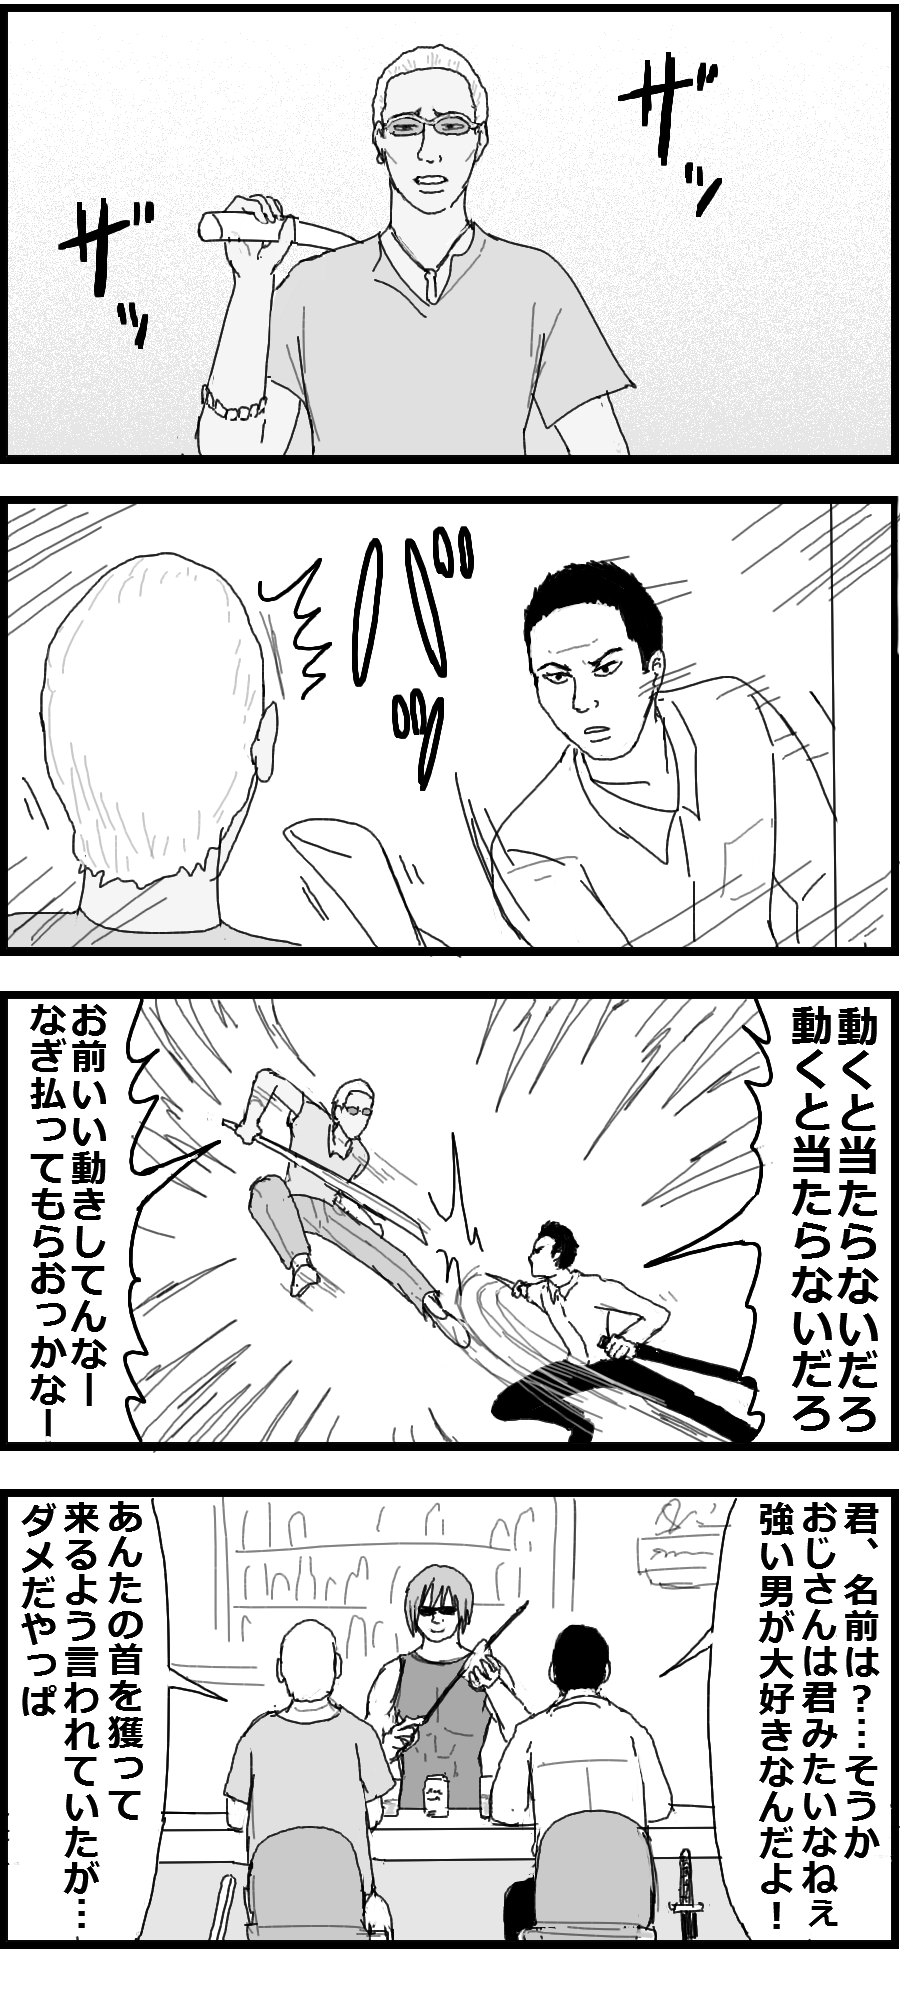 ザッ
ザッ
バッ
動くと当たらないだろ
動くと当たらないだろ
お前いい動きしてんなー
なぎ払ってもらおっかなー
君、名前は？…そうか
おじさんは君みたいなねぇ
強い男が大好きなんだよ！
あんたの首を獲って
来るよう言われていたが…
ダメだやっぱ